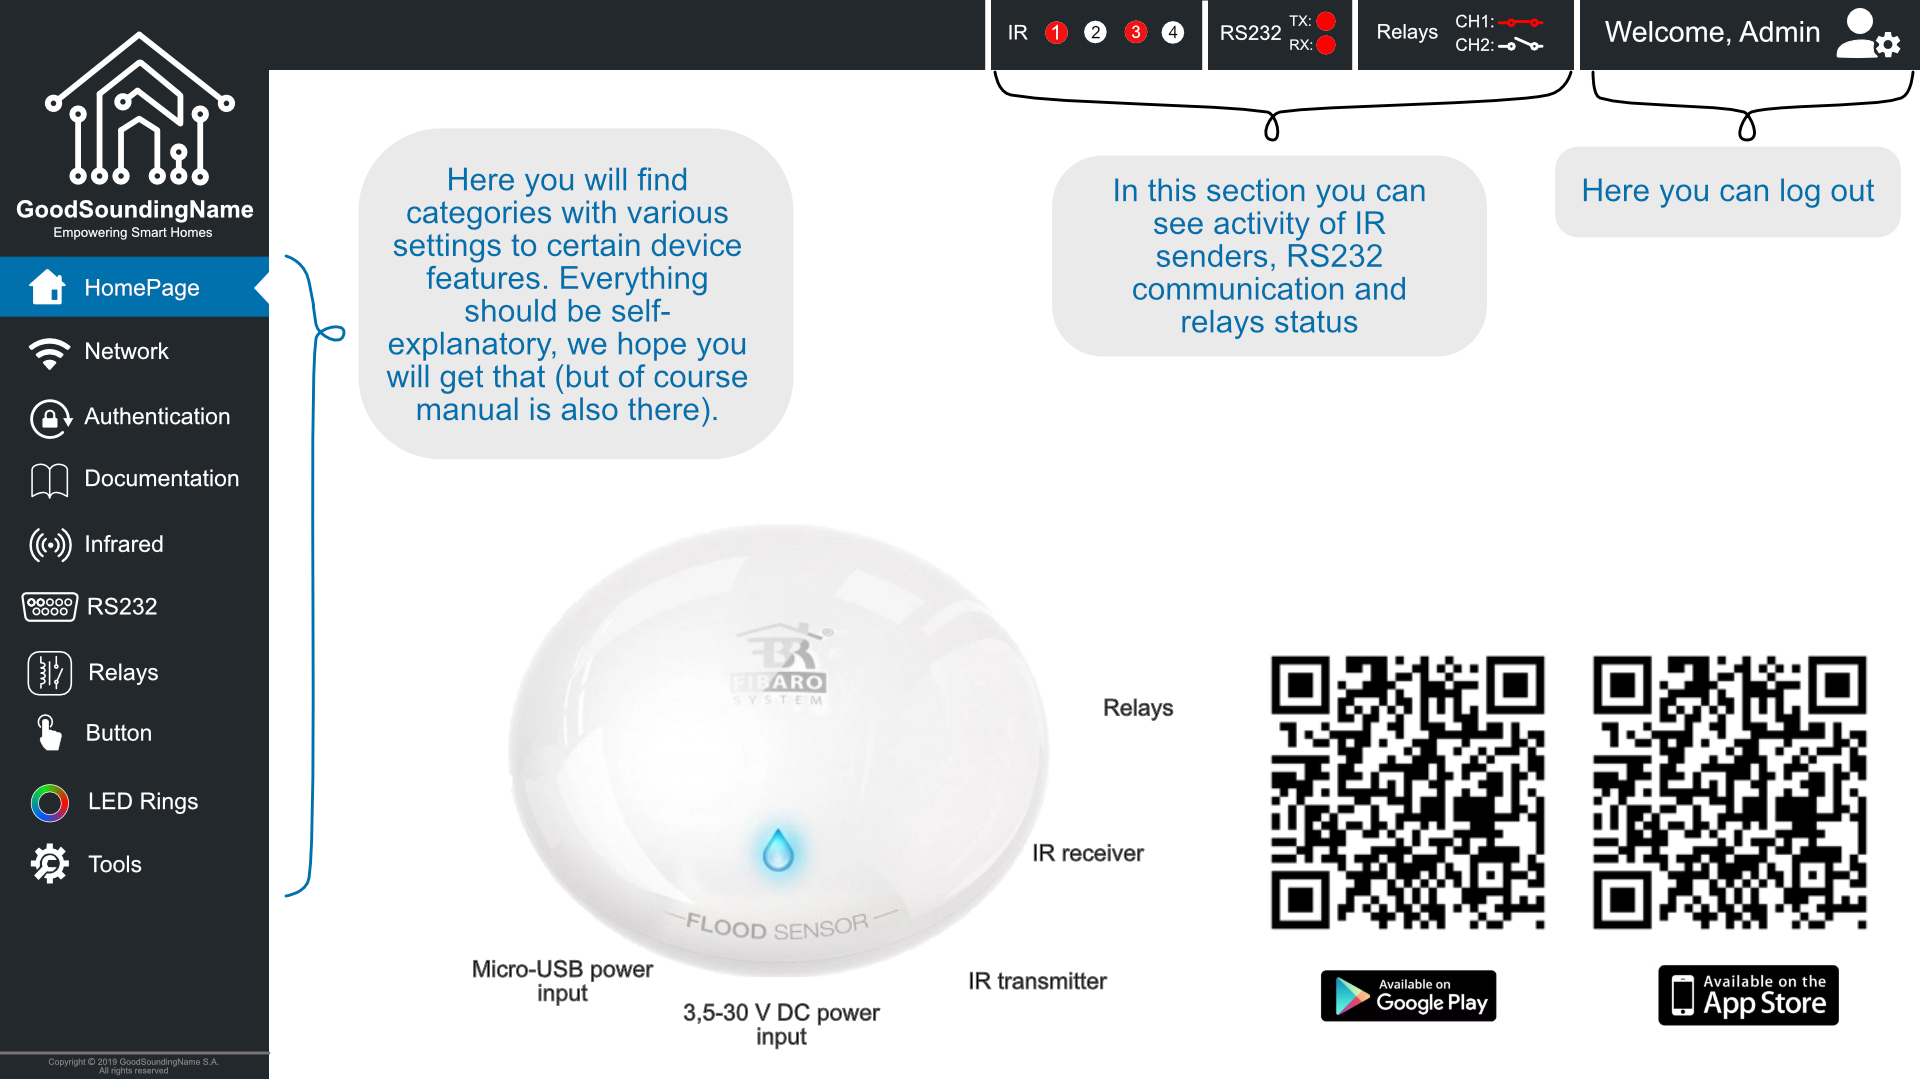 GoodSoundingName
Empowering Smart Homes
HomePage
Network
Authentication
Documentation
Infrared
RS232
Relays
Button
LED Rings
Tools
Copyright © 2019 GoodSoundingName S.A.
All rights reserved
IR 1 2 3 4
RS232 TX:
RX:
Relays CH1:
CH2:
Welcome, Admin
Here you will find
categories with various
settings to certain device
features. Everything
should be self-
explanatory, we hope you
will get that (but of course
manual is also there).
In this section you can
see activity of IR
senders, RS232
communication and
relays status
Here you can log out
®
FIBARO
SYSTEM
FLOOD SENSOR
Relays
IR receiver
IR transmitter
Micro-USB power
input
3,5-30 V DC power
input
Available on
Google Play
Available on the
App Store